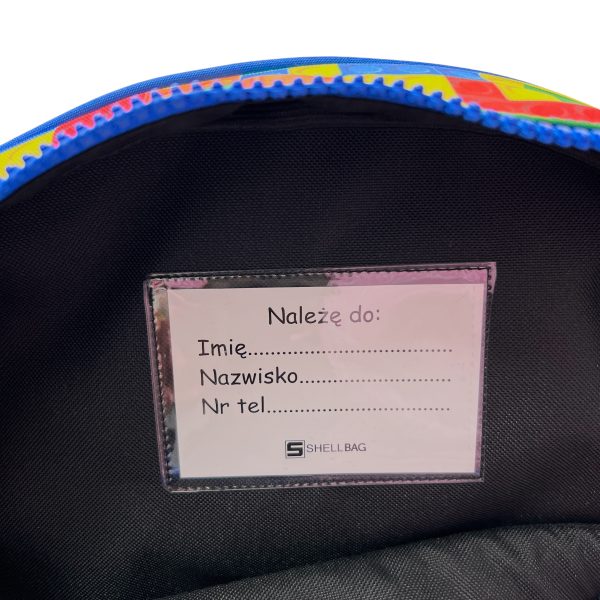 Należę do:
Imię...................................
Nazwisko..........................
Nr tel...............................
S SHELLBAG